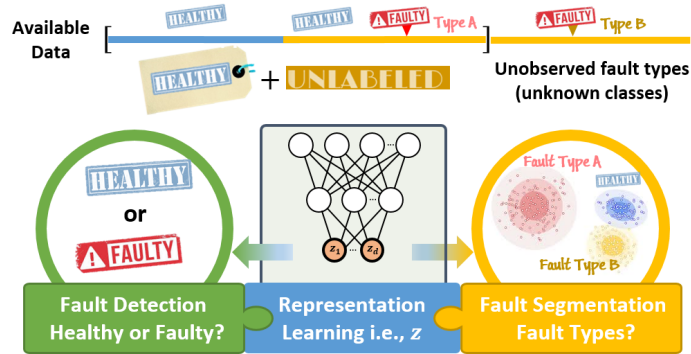 HEALTHY
HEALTHY
FAULTY Type A
FAULTY
Type B
Available
Data
HEALTHY + UNLABELED
Unobserved fault types
(unknown classes)
HEALTHY
or
FAULTY
...
...
z₁ ... z_d
Fault Type A
HEALTHY
Fault Type B
Fault Detection
Healthy or Faulty?
Representation
Learning i.e., z
Fault Segmentation
Fault Types?